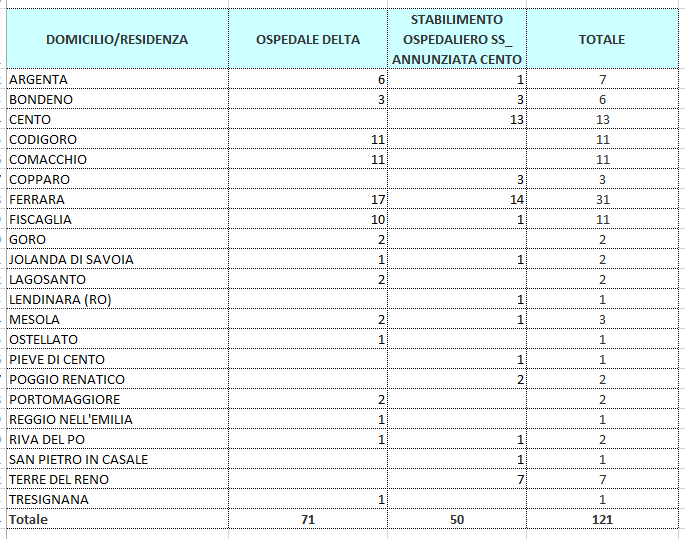 DOMICILIO/RESIDENZA OSPEDALE DELTA STABILIMENTO OSPEDALIERO SS_ ANNUNZIATA CENTO TOTALE
ARGENTA 6 1 7
BONDENO 3 3 6
CENTO 13 13
CODIGORO 11 11
COMACCHIO 11 11
COPPARO 3 3
FERRARA 17 14 31
FISCAGLIA 10 1 11
GORO 2 2
JOLANDA DI SAVOIA 1 1 2
LAGOSANTO 2 2
LENDINARA (RO) 1 1
MESOLA 2 1 3
OSTELLATO 1 1
PIEVE DI CENTO 1 1
POGGIO RENATICO 2 2
PORTOMAGGIORE 2 2
REGGIO NELL'EMILIA 1 1
RIVA DEL PO 1 1 2
SAN PIETRO IN CASALE 1 1
TERRE DEL RENO 7 7
TRESIGNANA 1 1
Totale 71 50 121